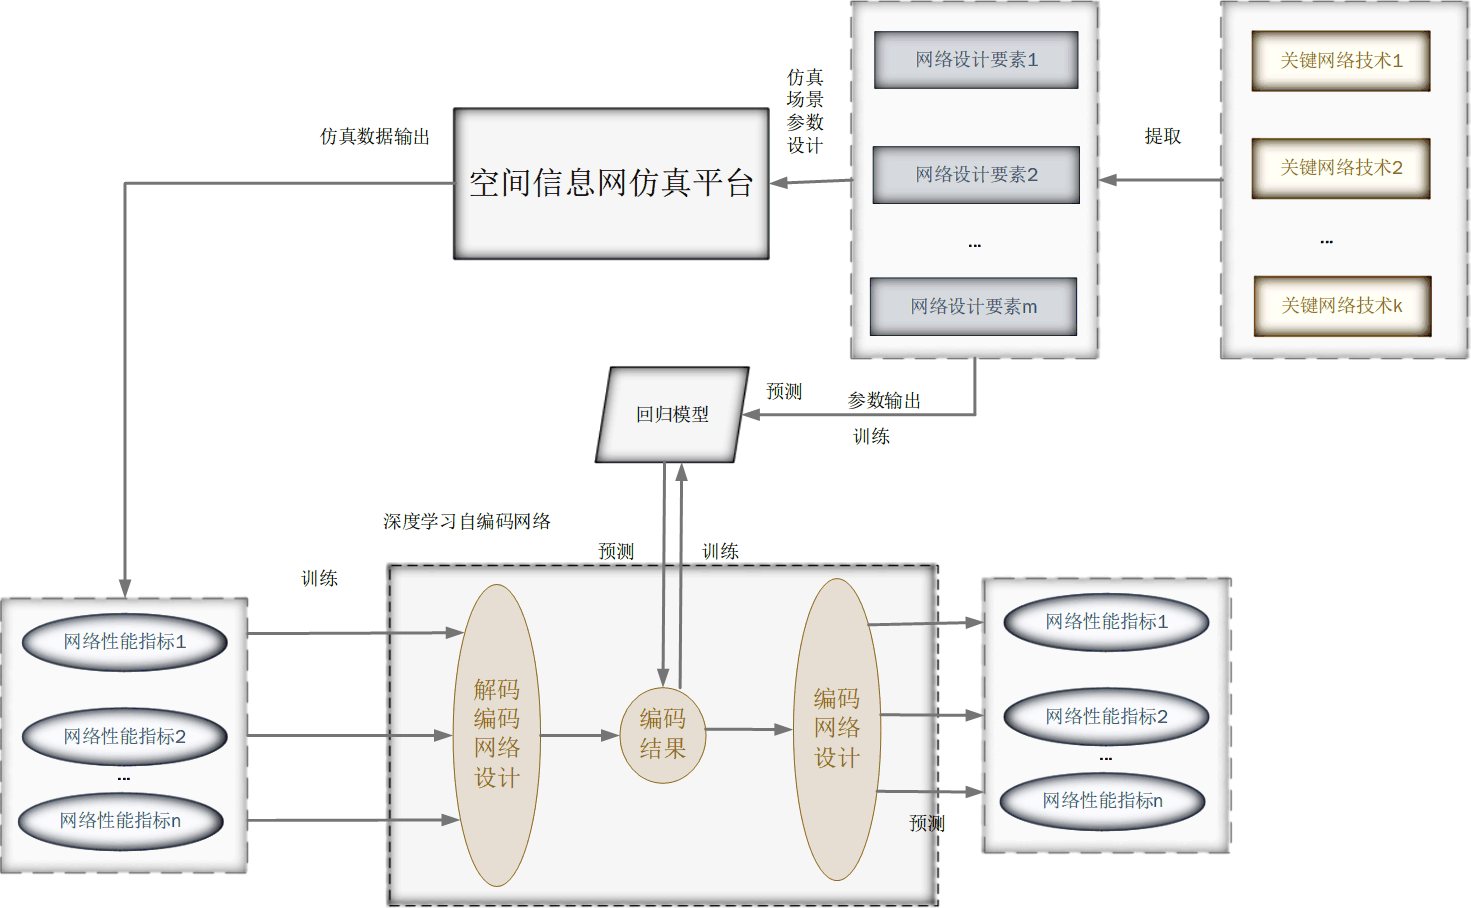 网络设计要素1
关键网络技术1
仿真
场景
参数
设计
仿真数据输出
提取
空间信息网仿真平台
网络设计要素2
关键网络技术2
...
...
网络设计要素m
关键网络技术k
预测
参数输出
回归模型
训练
深度学习自编码网络
预测
训练
训练
网络性能指标1
网络性能指标2
...
网络性能指标n
解码
编码
网络
设计
编码
结果
编码
网络
设计
网络性能指标1
网络性能指标2
...
网络性能指标n
预测